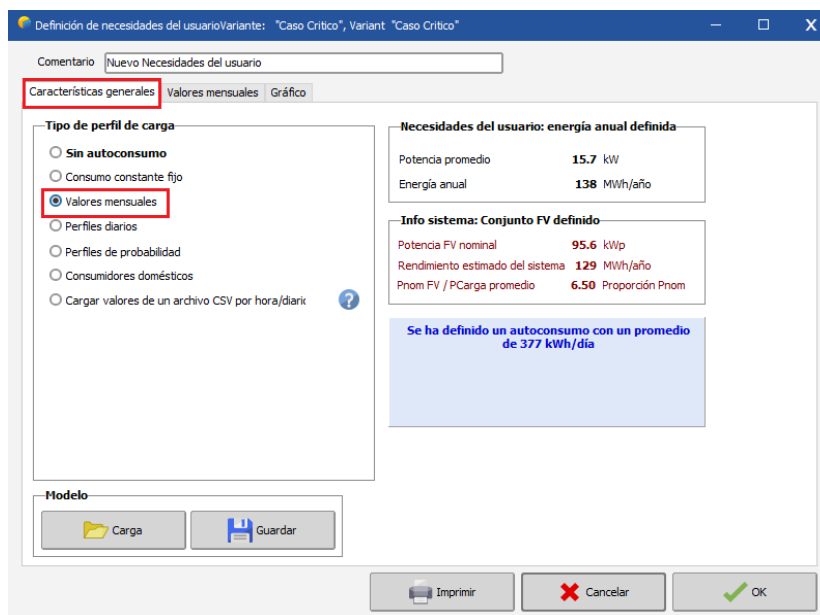 Definición de necesidades del usuarioVariante: "Caso Critico", Variant "Caso Critico"
Comentario Nuevo Necesidades del usuario
Características generales Valores mensuales Gráfico
Tipo de perfil de carga
Sin autoconsumo
Consumo constante fijo
Valores mensuales
Perfiles diarios
Perfiles de probabilidad
Consumidores domésticos
Cargar valores de un archivo CSV por hora/diaric
?
Necesidades del usuario: energía anual definida
Potencia promedio 15.7 kW
Energía anual 138 MWh/año
Info sistema: Conjunto FV definido
Potencia FV nominal 95.6 kWp
Rendimiento estimado del sistema 129 MWh/año
Pnom FV / PCarga promedio 6.50 Proporción Pnom
Se ha definido un autoconsumo con un promedio
de 377 kWh/día
Modelo
Carga Guardar
Imprimir Cancelar OK